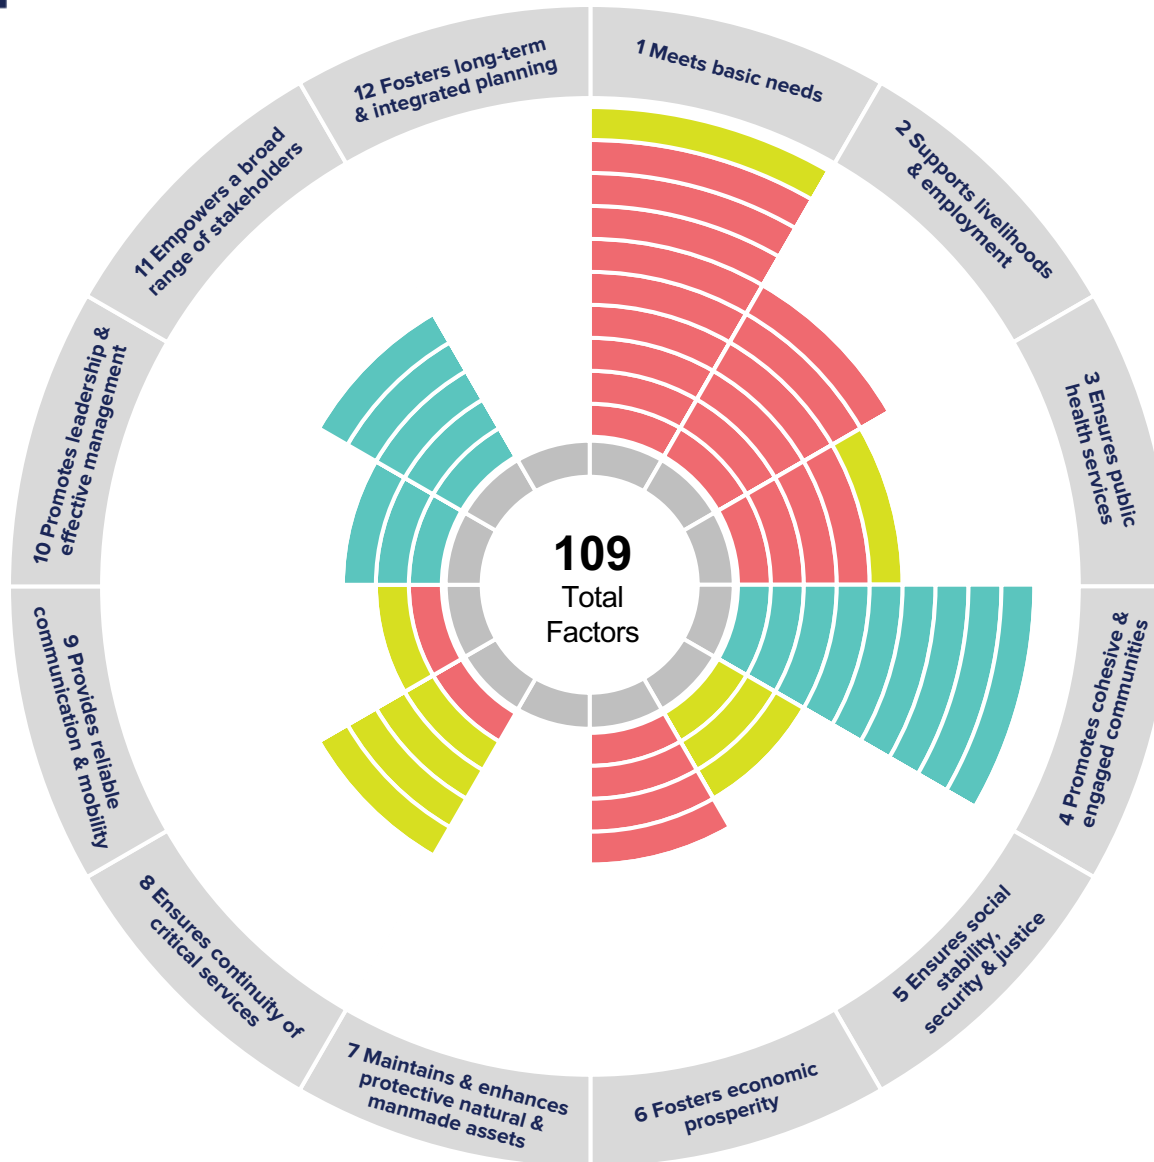 1 Meets basic needs
2 Supports livelihoods
& employment
3 Ensures public
health services
4 Promotes cohesive &
engaged communities
5 Ensures social
stability,
security & justice
6 Fosters economic
prosperity
7 Maintains & enhances
protective natural &
manmade assets
8 Ensures continuity of
critical services
9 Provides reliable
communication & mobility
10 Promotes leadership &
effective management
11 Empowers a broad
range of stakeholders
12 Fosters long-term
& integrated planning
109
Total
Factors